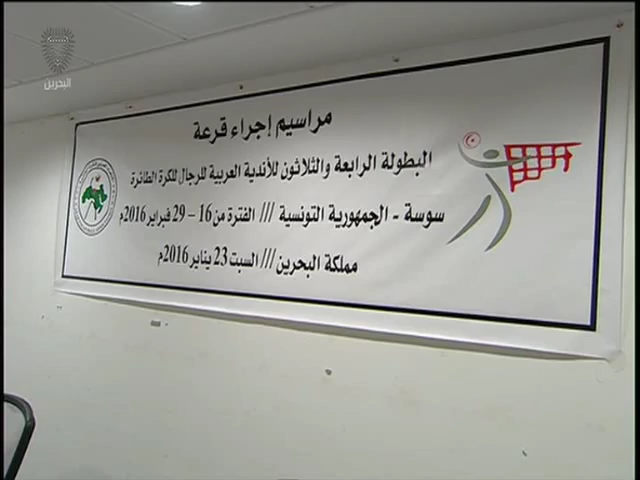 البحرين
مراسيم إجراء قرعة
البطولة الرابعة والثلاثون للأندية العربية للرجال للكرة الطائرة
سوسة - الجمهورية التونسية /// الفترة من 16 - 29 فبراير 2016م
مملكة البحرين /// السبت 23 يناير 2016م